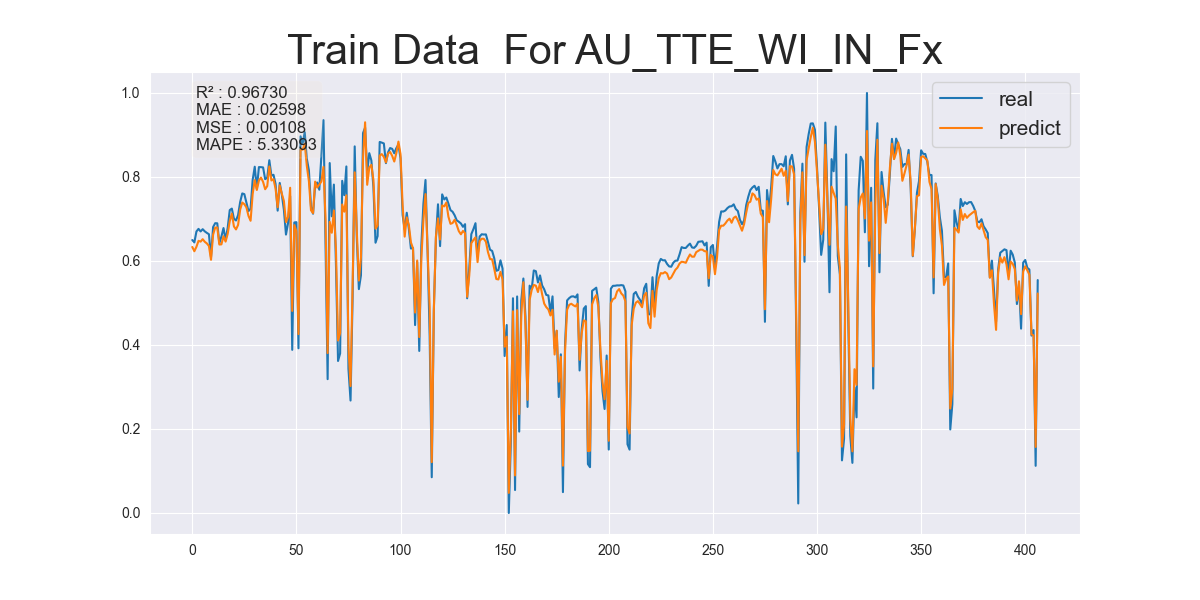 Train Data  For AU_TTE_WI_IN_Fx
R² : 0.96730
MAE : 0.02598
MSE : 0.00108
MAPE : 5.33093
real
predict
1.0
0.8
0.6
0.4
0.2
0.0
0 50 100 150 200 250 300 350 400